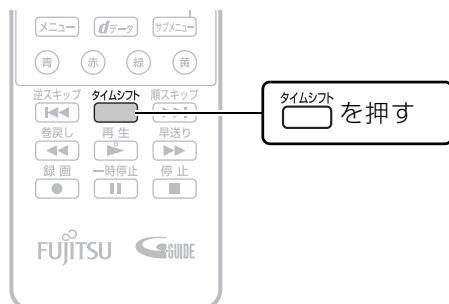 メニュー dデータ サブメニュー
青 赤 緑 黄
逆スキップ タイムシフト 順スキップ
タイムシフト を押す
巻戻し 再生 早送り
録画 一時停止 停止
FUJITSU G-GUIDE